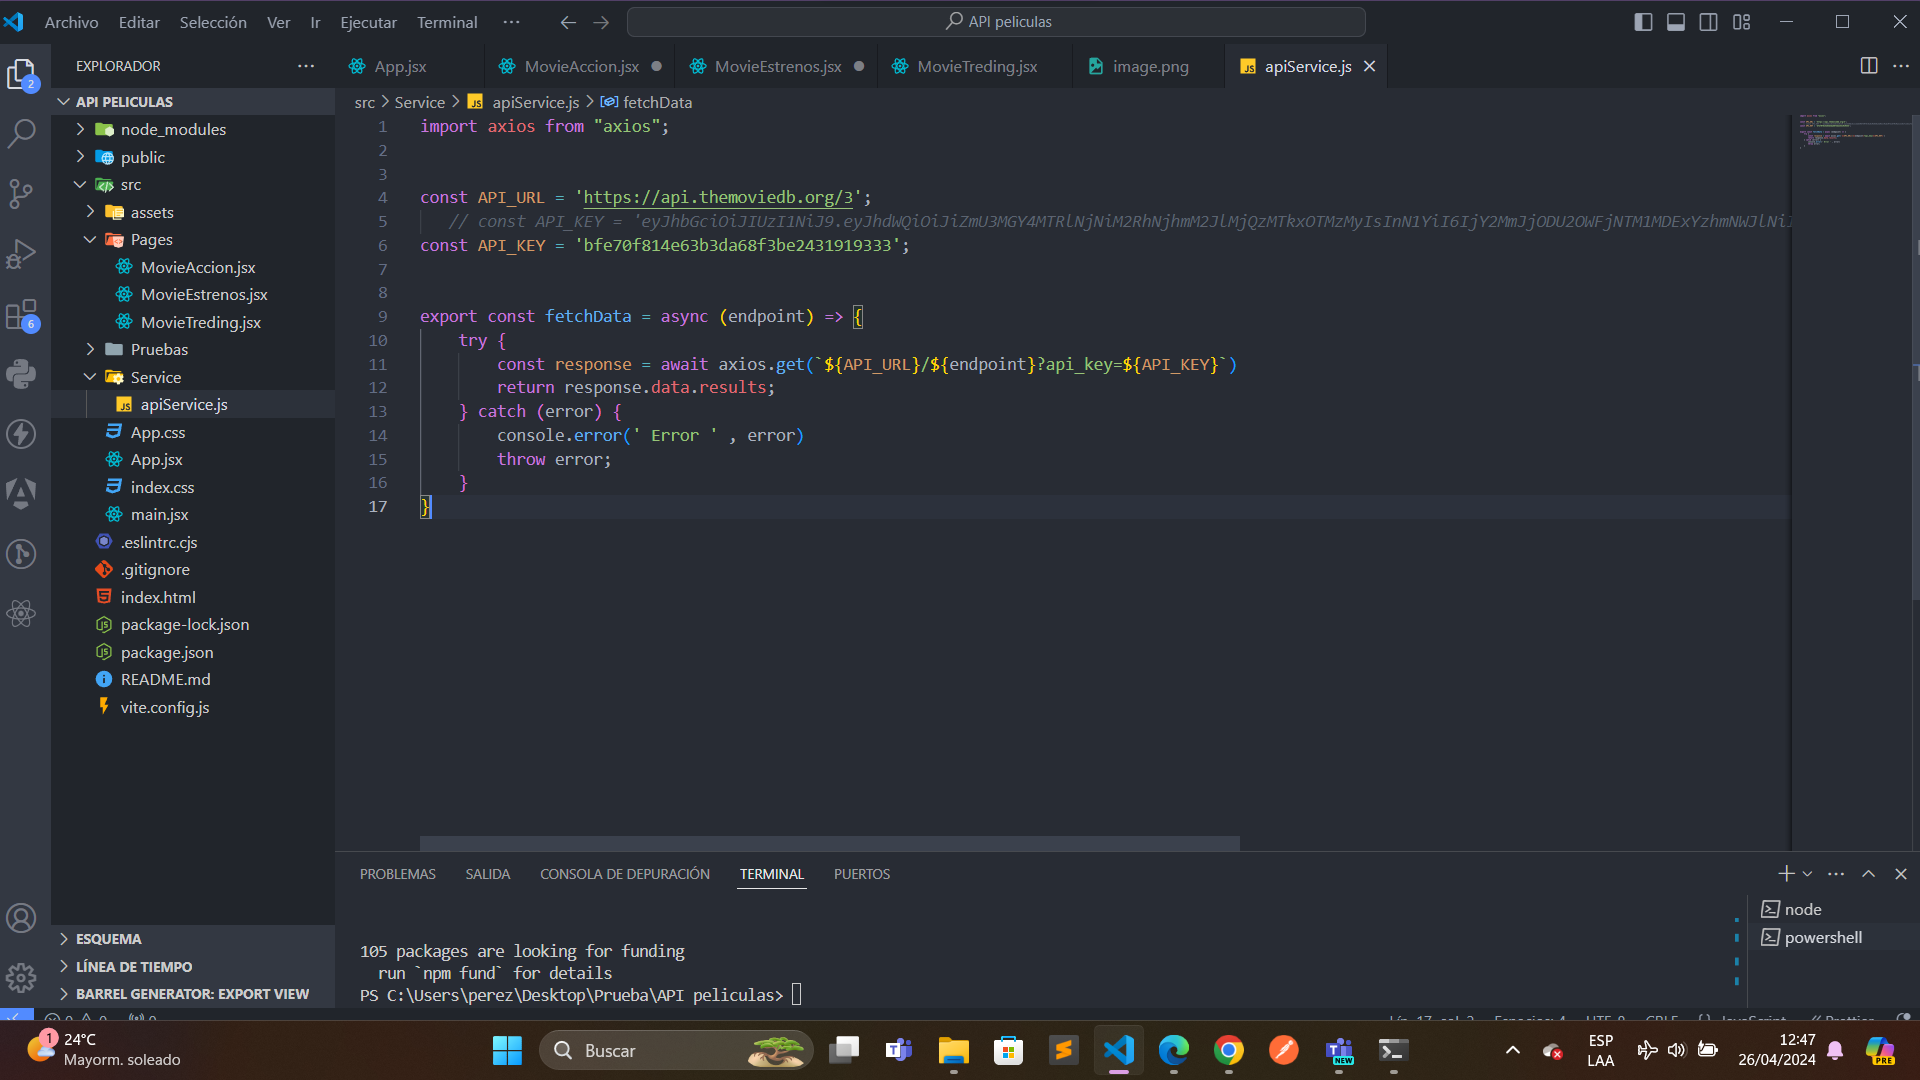 Archivo Editar Selección Ver Ir Ejecutar Terminal ···
API peliculas
EXPLORADOR
API PELICULAS
node_modules
public
src
assets
Pages
MovieAccion.jsx
MovieEstrenos.jsx
MovieTreding.jsx
Pruebas
Service
apiService.js
App.css
App.jsx
index.css
main.jsx
.eslintrc.cjs
.gitignore
index.html
package-lock.json
package.json
README.md
vite.config.js
ESQUEMA
LÍNEA DE TIEMPO
BARREL GENERATOR: EXPORT VIEW
2
6
App.jsx MovieAccion.jsx MovieEstrenos.jsx MovieTreding.jsx image.png apiService.js
src > Service > apiService.js > fetchData
1 import axios from "axios";
2
3
4 const API_URL = 'https://api.themoviedb.org/3';
5 // const API_KEY =
6 const API_KEY = 'bfe70f814e63b3da68f3be2431919333';
7
8
9 export const fetchData = async (endpoint) => {
10 try {
11 const response = await axios.get(`${API_URL}/${endpoint}?api_key=${API_KEY}`)
12 return response.data.results;
13 } catch (error) {
14 console.error(' Error ' , error)
15 throw error;
16 }
17 }
PROBLEMAS SALIDA CONSOLA DE DEPURACIÓN TERMINAL PUERTOS
105 packages are looking for funding
run `npm fund` for details
PS C:\Users\perez\Desktop\Prueba\API peliculas>
node
powershell
1
24°C
Mayorm. soleado
Buscar
NEW
ESP
LAA
12:47
26/04/2024
PRE